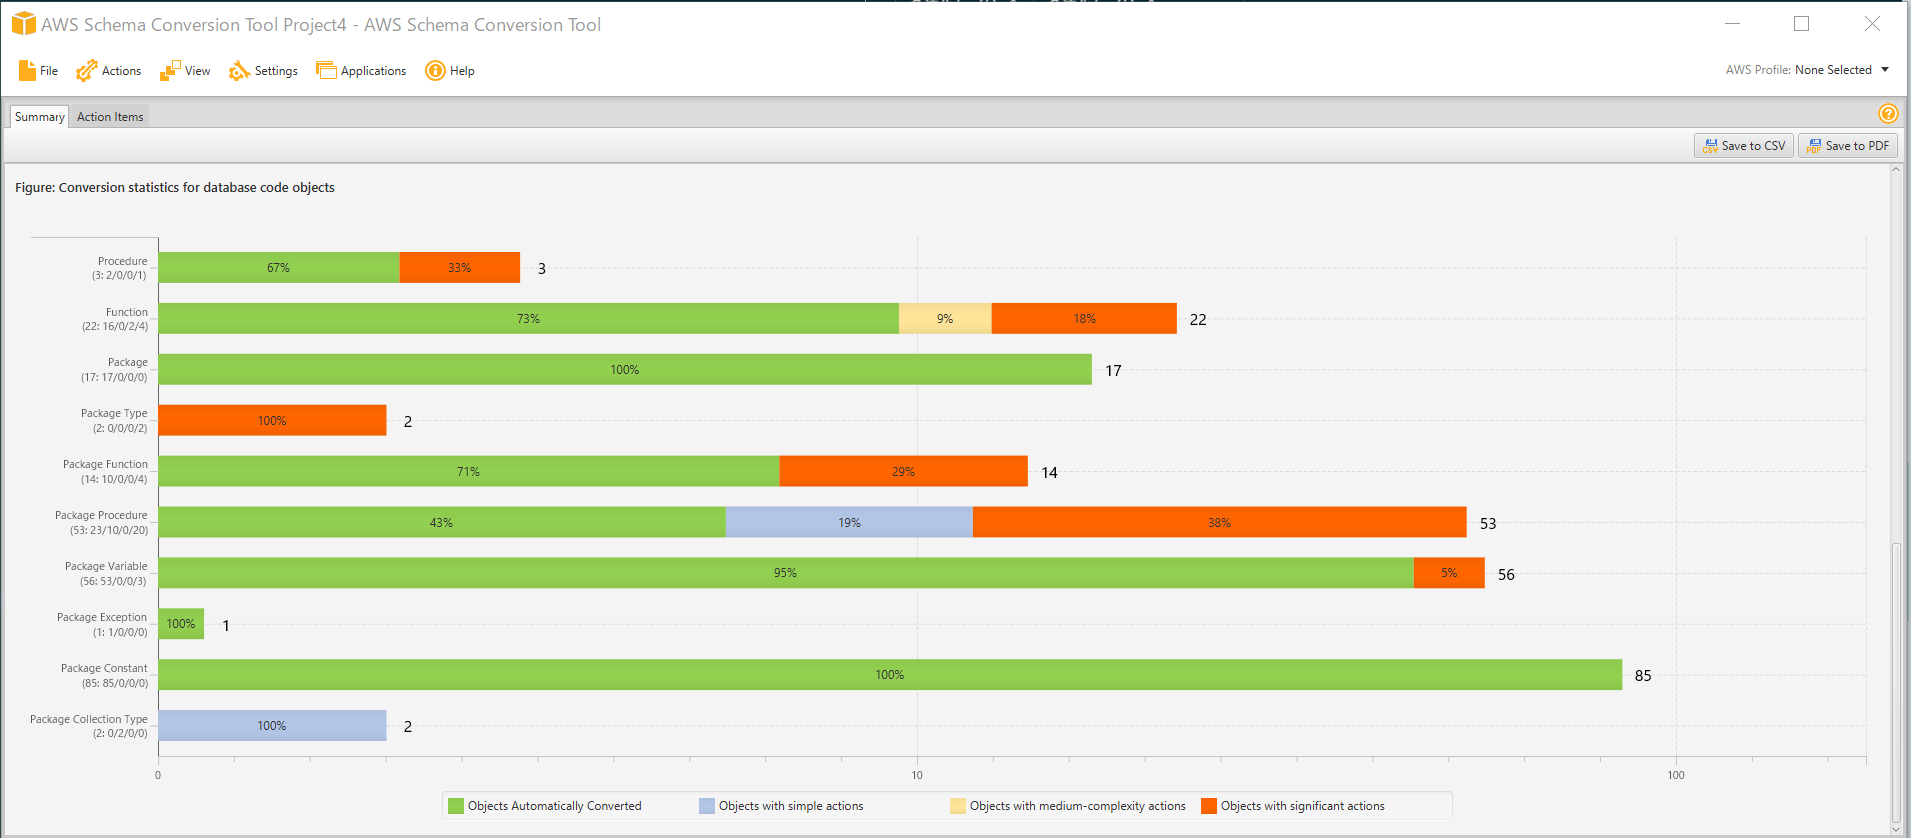 AWS Schema Conversion Tool Project4 - AWS Schema Conversion Tool
File Actions View Settings Applications Help
AWS Profile: None Selected
Summary Action Items
Save to CSV Save to PDF
Figure: Conversion statistics for database code objects
Procedure
(3: 2/0/0/1)
67% 33% 3
Function
(22: 16/0/2/4)
73% 9% 18% 22
Package
(17: 17/0/0/0)
100% 17
Package Type
(2: 0/0/0/2)
100% 2
Package Function
(14: 10/0/0/4)
71% 29% 14
Package Procedure
(53: 23/10/0/20)
43% 19% 38% 53
Package Variable
(56: 53/0/0/3)
95% 5% 56
Package Exception
(1: 1/0/0/0)
100% 1
Package Constant
(85: 85/0/0/0)
100% 85
Package Collection Type
(2: 0/2/0/0)
100% 2
0 10 100
Objects Automatically Converted Objects with simple actions Objects with medium-complexity actions Objects with significant actions